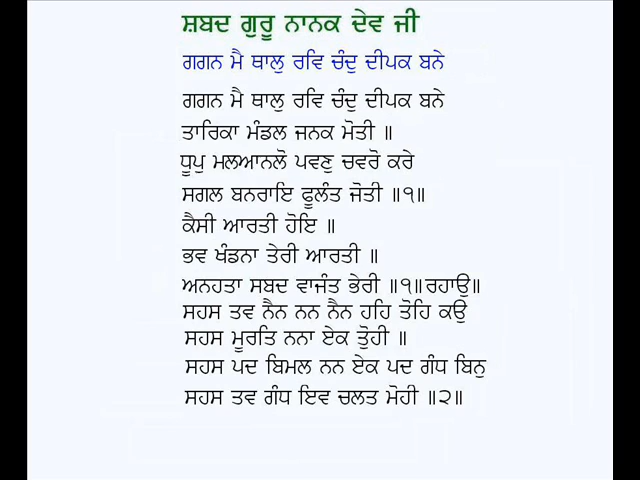 ਸ਼ਬਦ ਗੁਰੂ ਨਾਨਕ ਦੇਵ ਜੀ
ਗਗਨ ਮੈ ਥਾਲੁ ਰਵਿ ਚੰਦੁ ਦੀਪਕ ਬਨੇ
ਗਗਨ ਮੈ ਥਾਲੁ ਰਵਿ ਚੰਦੁ ਦੀਪਕ ਬਨੇ
ਤਾਰਿਕਾ ਮੰਡਲ ਜਨਕ ਮੋਤੀ ॥
ਧੂਪੁ ਮਲਆਨਲੋ ਪਵਣੁ ਚਵਰੋ ਕਰੇ
ਸਗਲ ਬਨਰਾਇ ਫੂਲੰਤ ਜੋਤੀ ॥੧॥
ਕੈਸੀ ਆਰਤੀ ਹੋਇ ॥
ਭਵ ਖੰਡਨਾ ਤੇਰੀ ਆਰਤੀ ॥
ਅਨਹਤਾ ਸਬਦ ਵਾਜੰਤ ਭੇਰੀ ॥੧॥ਰਹਾਉ॥
ਸਹਸ ਤਵ ਨੈਨ ਨਨ ਨੈਨ ਹਹਿ ਤੋਹਿ ਕਉ
ਸਹਸ ਮੂਰਤਿ ਨਨਾ ਏਕ ਤੋੁਹੀ ॥
ਸਹਸ ਪਦ ਬਿਮਲ ਨਨ ਏਕ ਪਦ ਗੰਧ ਬਿਨੁ
ਸਹਸ ਤਵ ਗੰਧ ਇਵ ਚਲਤ ਮੋਹੀ ॥੨॥